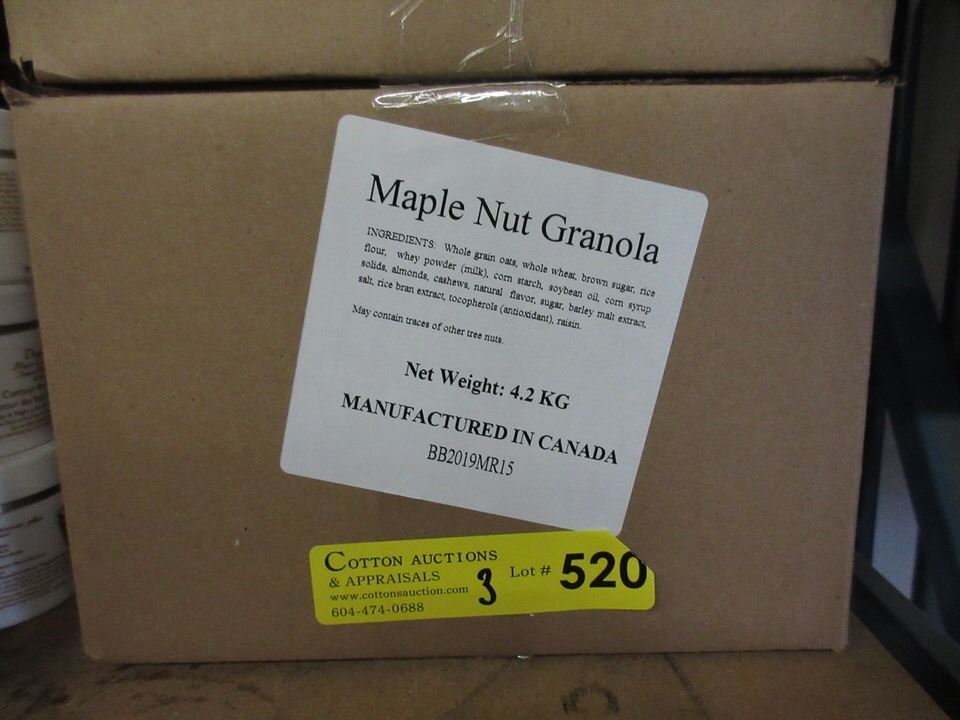 Maple Nut Granola
INGREDIENTS: Whole grain oats, whole wheat, brown sugar, rice
flour, whey powder (milk), corn starch, soybean oil, corn syrup
solids, almonds, cashews, natural flavor, sugar, barley malt extract,
salt, rice bran extract, tocopherols (antioxidant), raisin.
May contain traces of other tree nuts.
Net Weight: 4.2 KG
MANUFACTURED IN CANADA
BB2019MR15
COTTON AUCTIONS
& APPRAISALS
www.cottonsauction.com
604-474-0688
3
Lot # 520